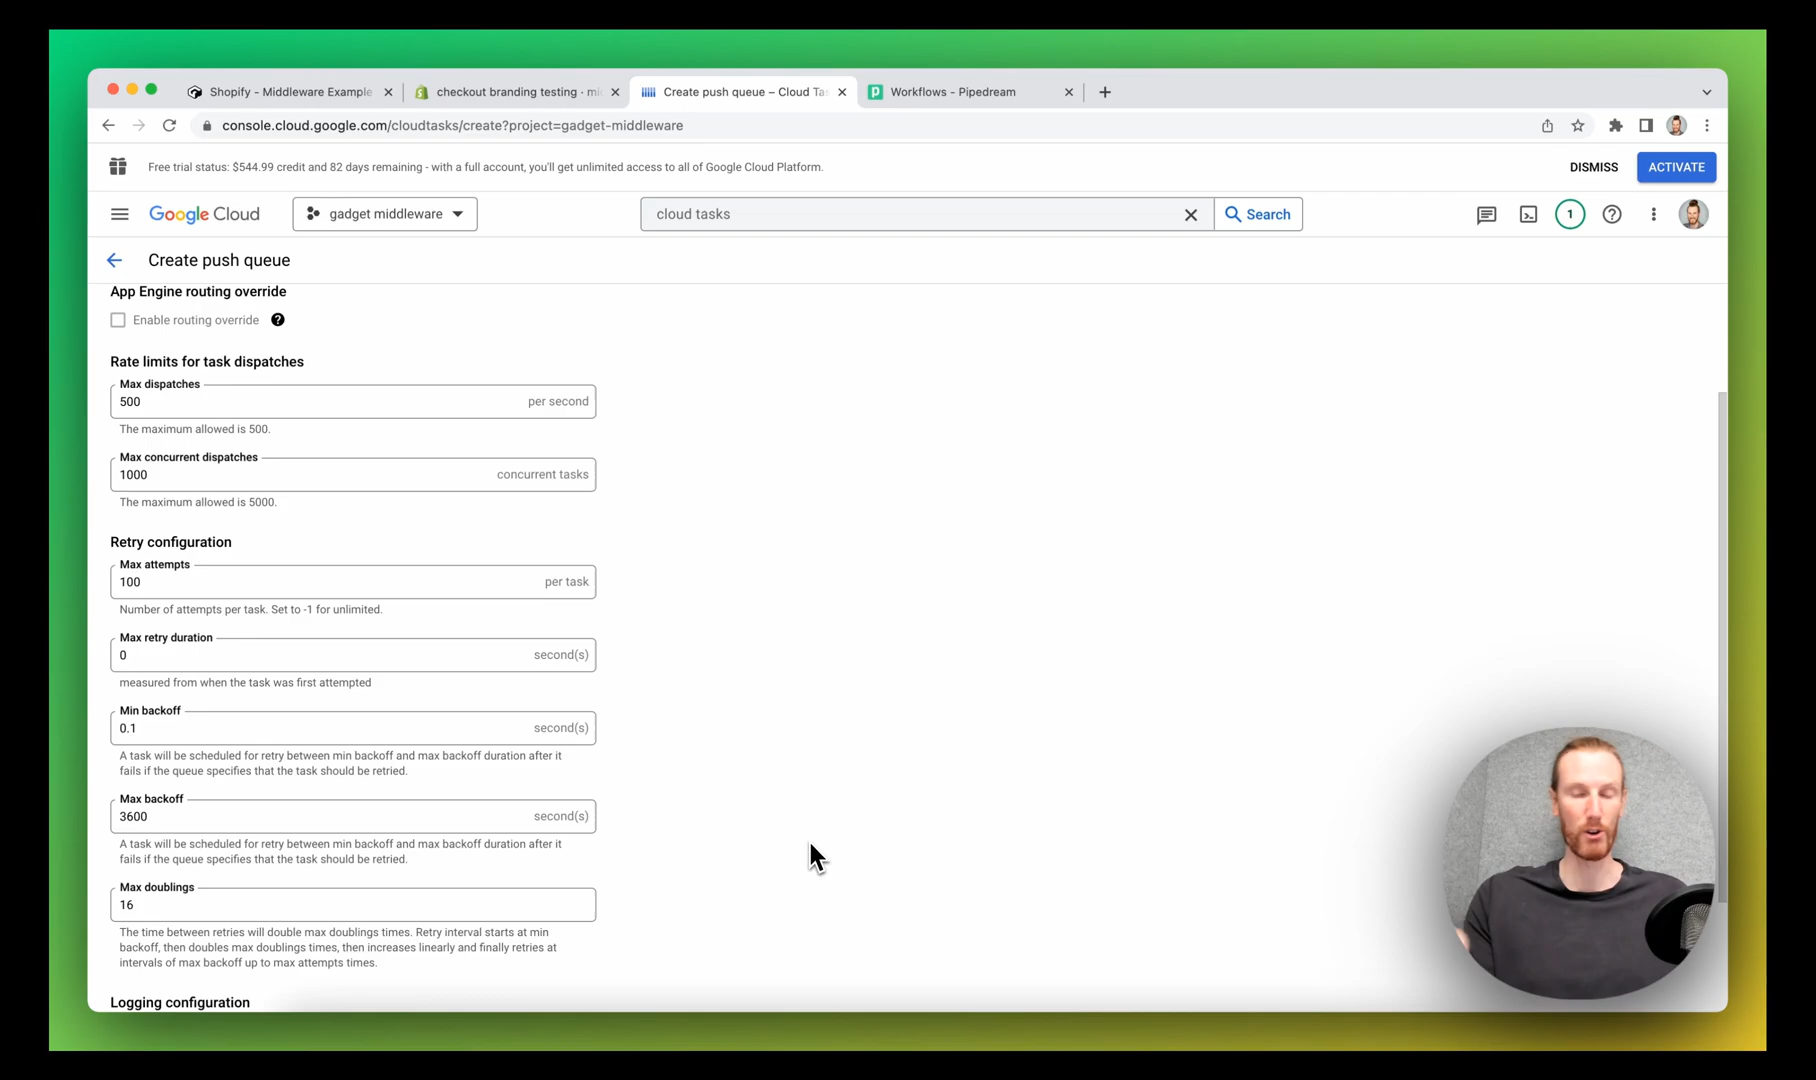 Shopify - Middleware Example
checkout branding testing - mi
Create push queue – Cloud Tas
Workflows - Pipedream
console.cloud.google.com/cloudtasks/create?project=gadget-middleware
Free trial status: $544.99 credit and 82 days remaining - with a full account, you'll get unlimited access to all of Google Cloud Platform.
DISMISS
ACTIVATE
Google Cloud
gadget middleware
cloud tasks
Search
1
Create push queue
App Engine routing override
Enable routing override
Rate limits for task dispatches
Max dispatches
500 per second
The maximum allowed is 500.
Max concurrent dispatches
1000 concurrent tasks
The maximum allowed is 5000.
Retry configuration
Max attempts
100 per task
Number of attempts per task. Set to -1 for unlimited.
Max retry duration
0 second(s)
measured from when the task was first attempted
Min backoff
0.1 second(s)
A task will be scheduled for retry between min backoff and max backoff duration after it
fails if the queue specifies that the task should be retried.
Max backoff
3600 second(s)
A task will be scheduled for retry between min backoff and max backoff duration after it
fails if the queue specifies that the task should be retried.
Max doublings
16
The time between retries will double max doublings times. Retry interval starts at min
backoff, then doubles max doublings times, then increases linearly and finally retries at
intervals of max backoff up to max attempts times.
Logging configuration